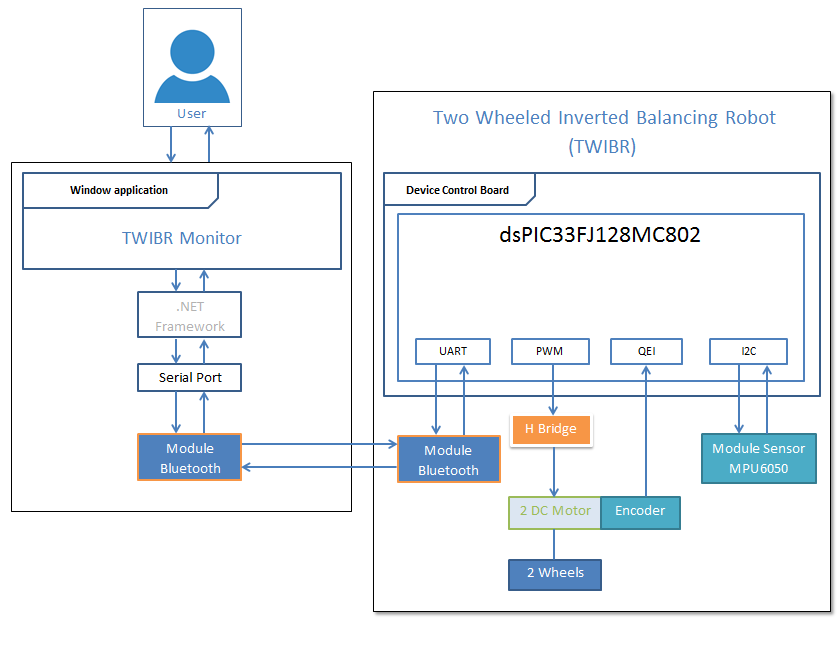 User
Window application
TWIBR Monitor
.NET
Framework
Serial Port
Module
Bluetooth
Two Wheeled Inverted Balancing Robot
(TWIBR)
Device Control Board
dsPIC33FJ128MC802
UART
PWM
QEI
I2C
Module
Bluetooth
H Bridge
Module Sensor
MPU6050
2 DC Motor
Encoder
2 Wheels